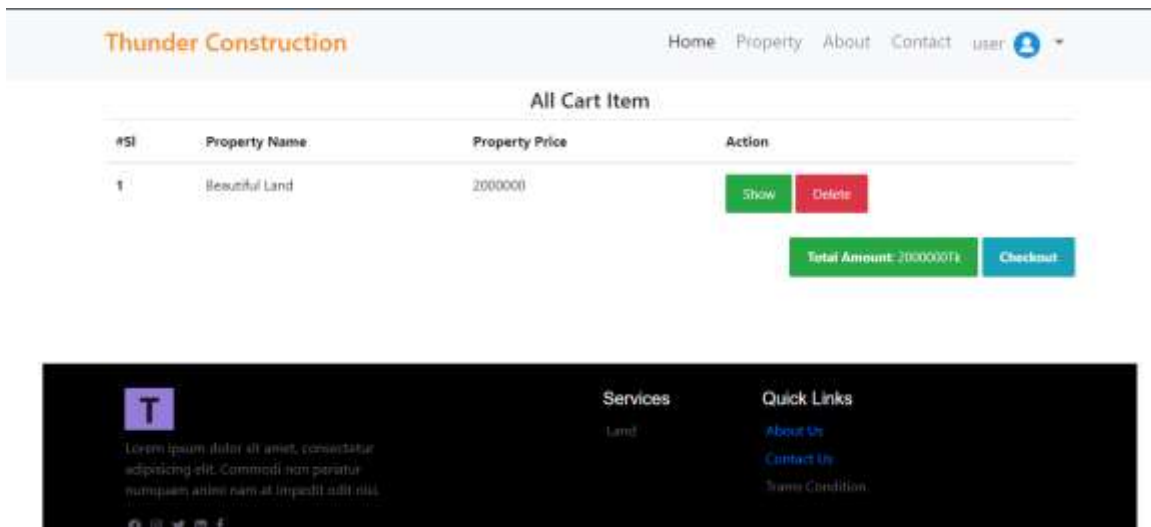 Thunder Construction Home Property About Contact user
All Cart Item
#Sl Property Name Property Price Action
1 Beautiful Land 2000000 Show Delete
Total Amount: 2000000Tk Checkout
T Services Quick Links
Land About Us
Lorem ipsum dolor sit amet, consectetur
adipisicing elit. Commodi non pariatur Contact Us
numquam animi nam at impedit odit nisi. Condition